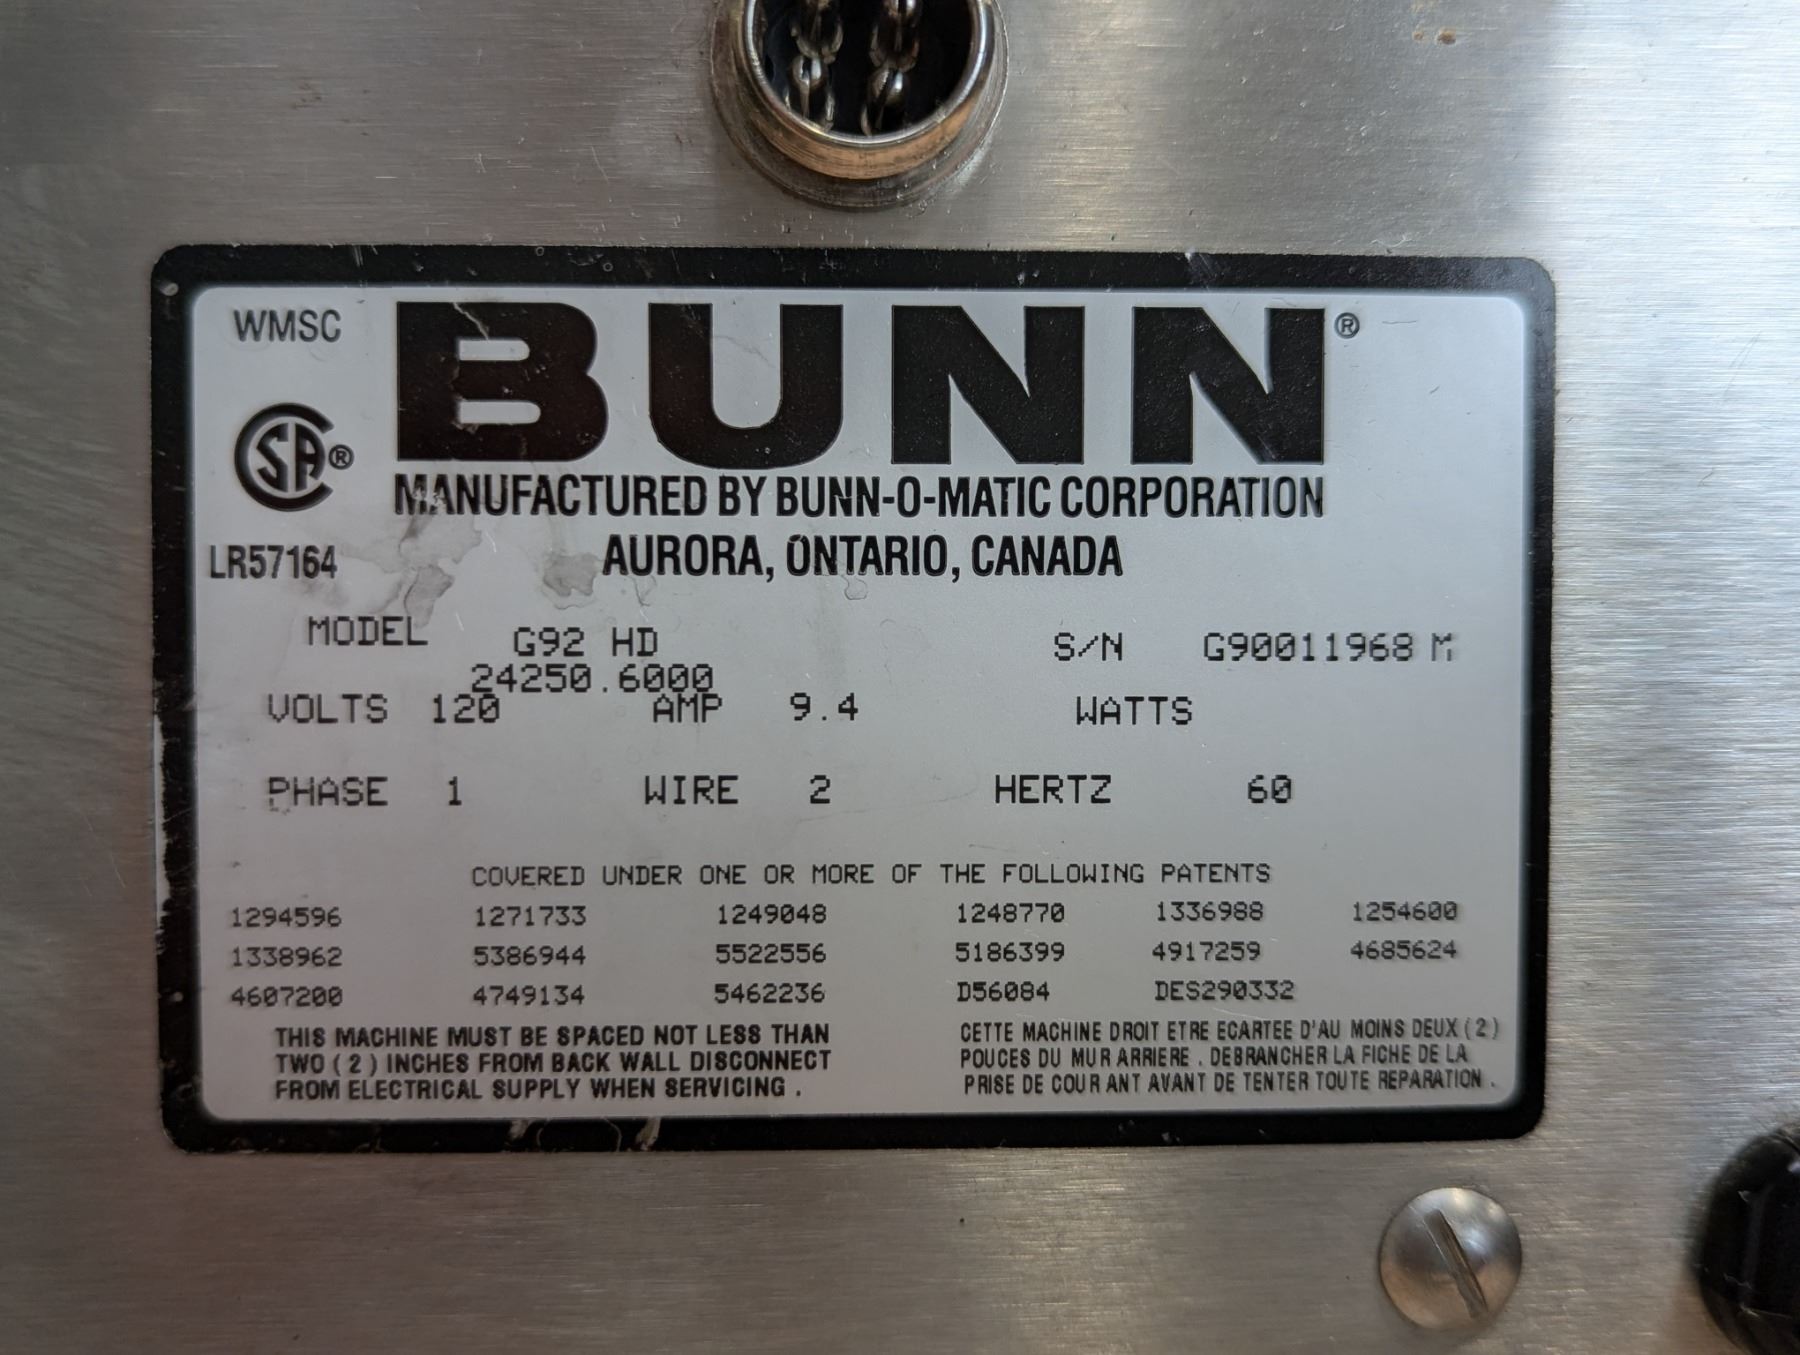 WMSC
BUNN®
SA®
MANUFACTURED BY BUNN-O-MATIC CORPORATION
LR57164
AURORA, ONTARIO, CANADA
MODEL G92 HD S/N G90011968 M
24250.6000
VOLTS 120 AMP 9.4 WATTS
PHASE 1 WIRE 2 HERTZ 60
COVERED UNDER ONE OR MORE OF THE FOLLOWING PATENTS
1294596 1271733 1249048 1248770 1336988 1254600
1338962 5386944 5522556 5186399 4917259 4685624
4607200 4749134 5462236 D56084 DES290332
THIS MACHINE MUST BE SPACED NOT LESS THAN
TWO (2) INCHES FROM BACK WALL DISCONNECT
FROM ELECTRICAL SUPPLY WHEN SERVICING .
CETTE MACHINE DROIT ETRE ECARTEE D'AU MOINS DEUX (2)
POUCES DU MUR ARRIERE . DEBRANCHER LA FICHE DE LA
PRISE DE COUR ANT AVANT DE TENTER TOUTE REPARATION .